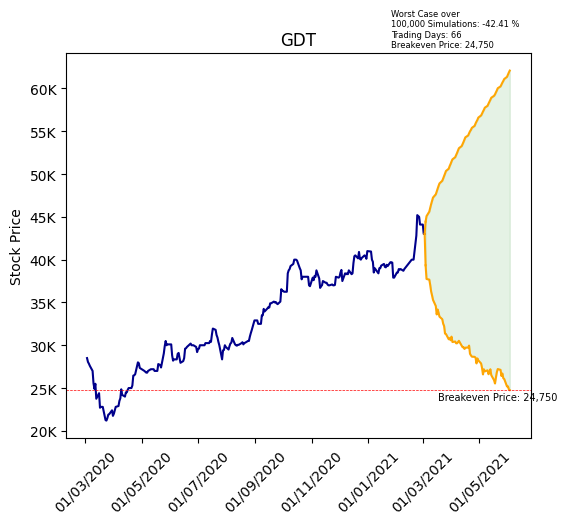 Worst Case over
100,000 Simulations: -42.41 %
Trading Days: 66
Breakeven Price: 24,750
GDT
Stock Price
60K
55K
50K
45K
40K
35K
30K
25K
20K
Breakeven Price: 24,750
01/03/2020
01/05/2020
01/07/2020
01/09/2020
01/11/2020
01/01/2021
01/03/2021
01/05/2021